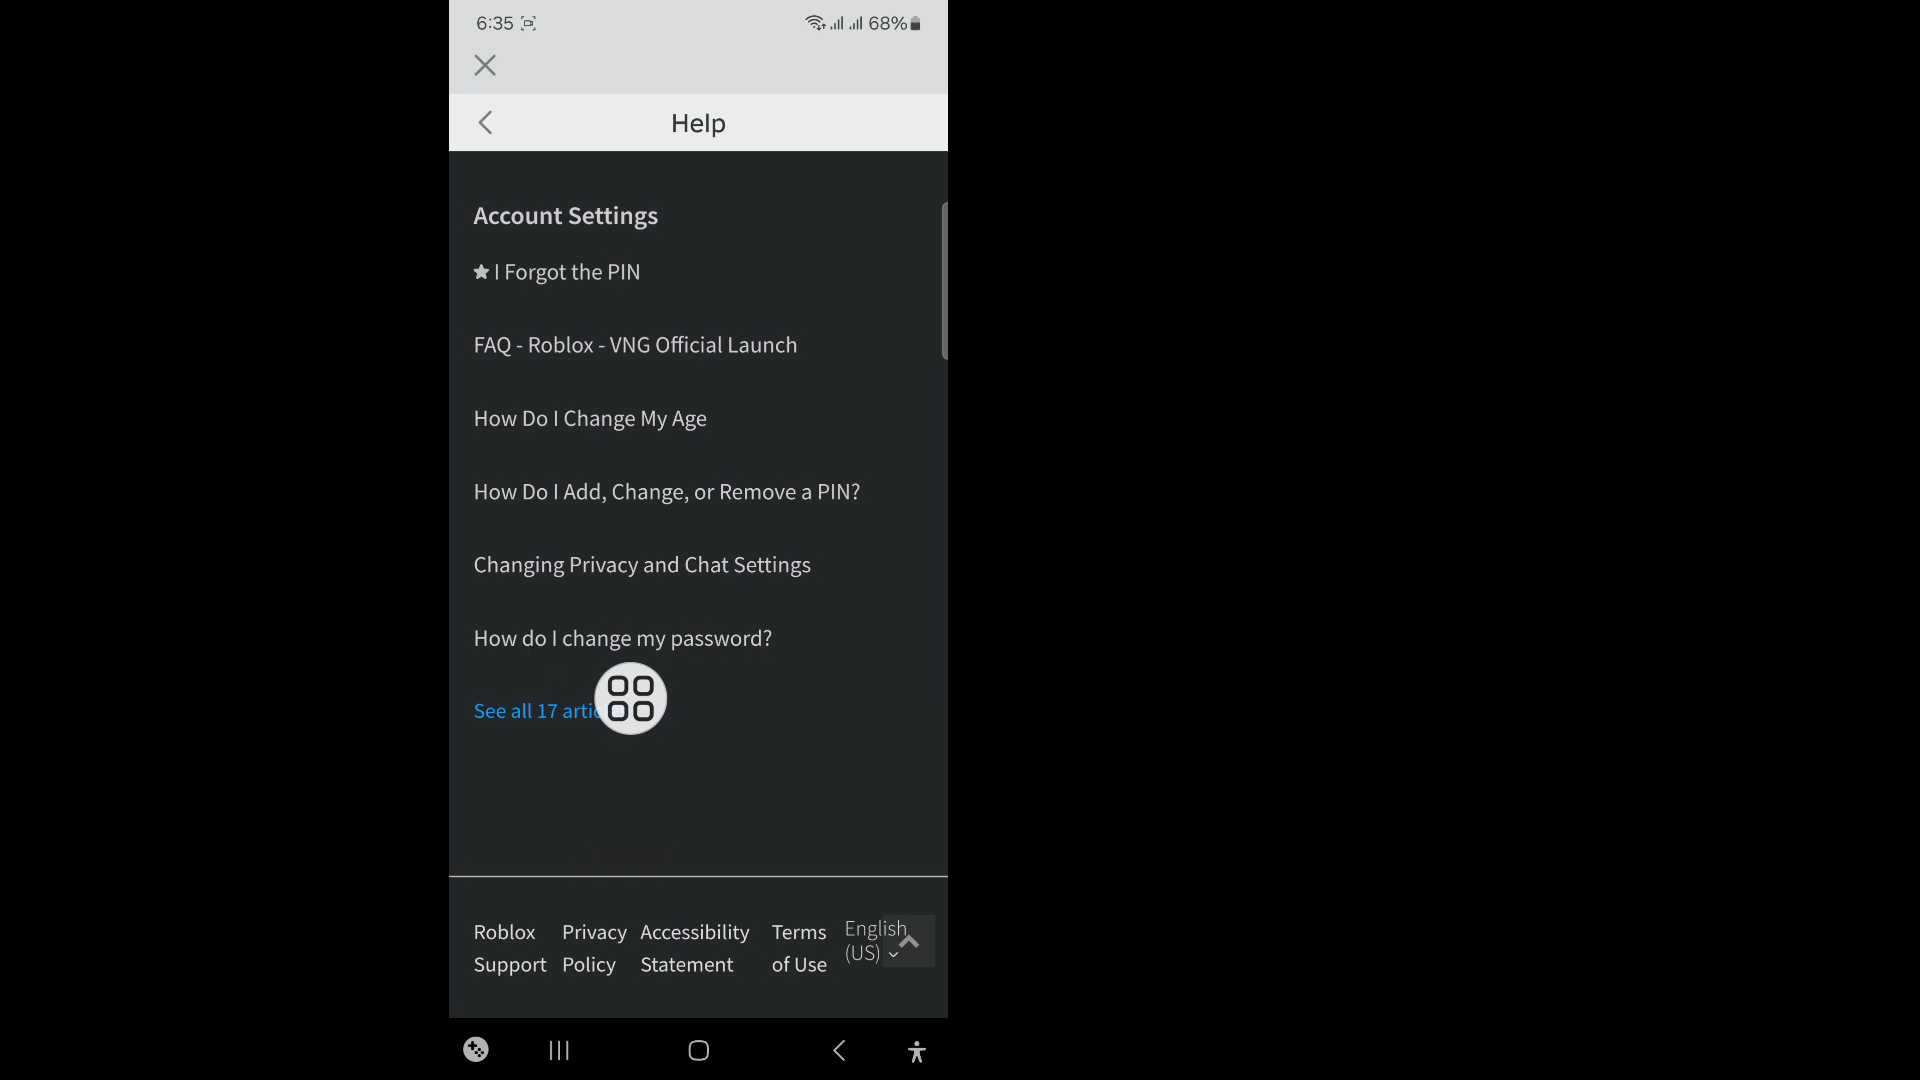 6:35
68%
Help
Account Settings
I Forgot the PIN
FAQ - Roblox - VNG Official Launch
How Do I Change My Age
How Do I Add, Change, or Remove a PIN?
Changing Privacy and Chat Settings
How do I change my password?
See all 17
Roblox Support
Privacy Policy
Accessibility Statement
Terms of Use
English (US)